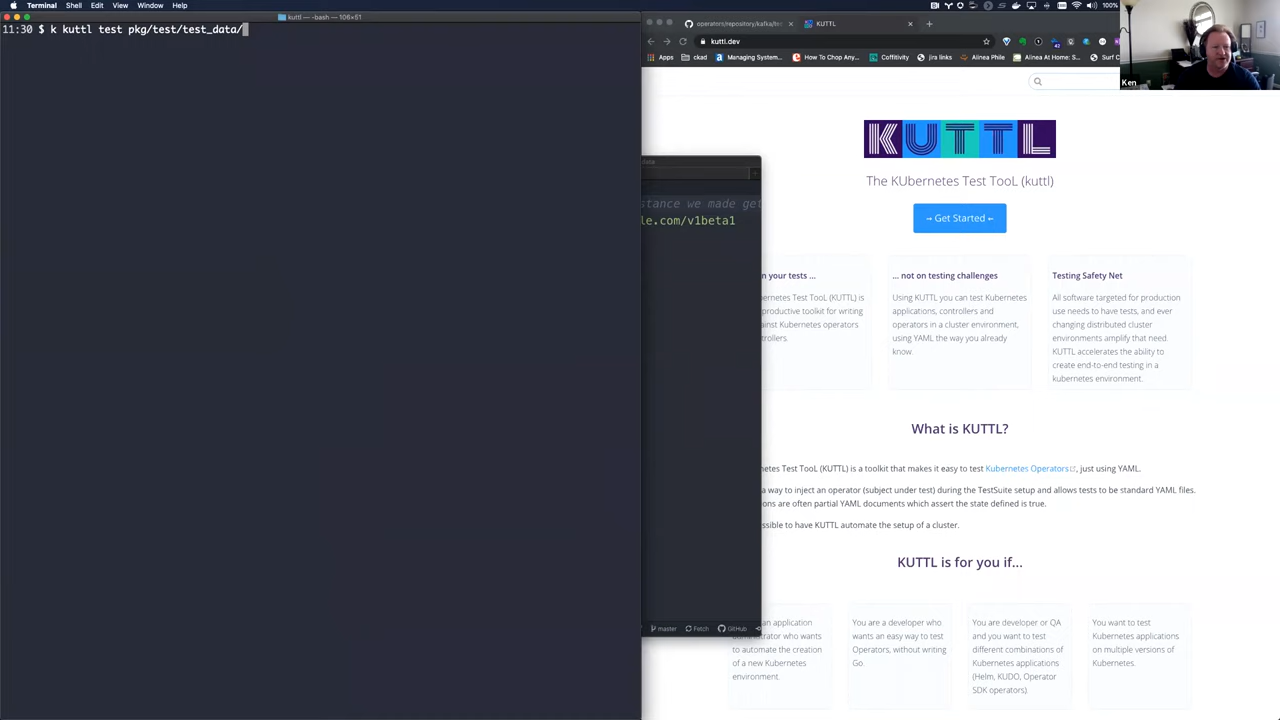 Terminal Shell Edit View Window Help
100%
kuttl — -bash — 106×51
11:30 $ k kuttl test pkg/test/test_data/
operators/repository/kafka/tes
KUTTL
kuttl.dev
Apps ckad Managing System... How To Chop Any... Coffitivity jira links Alinea Phile Alinea At Home: S... Surf C
Ken
stance we made get
le.com/v1beta1
master Fetch GitHub
KUTTL
The KUbernetes Test TooL (kuttl)
→ Get Started ←
n your tests ...
ernetes Test TooL (KUTTL) is
productive toolkit for writing
ainst Kubernetes operators
trollers.
... not on testing challenges
Using KUTTL you can test Kubernetes
applications, controllers and
operators in a cluster environment,
using YAML the way you already
know.
Testing Safety Net
All software targeted for production
use needs to have tests, and ever
changing distributed cluster
environments amplify that need.
KUTTL accelerates the ability to
create end-to-end testing in a
kubernetes environment.
What is KUTTL?
netes Test TooL (KUTTL) is a toolkit that makes it easy to test Kubernetes Operators, just using YAML.
a way to inject an operator (subject under test) during the TestSuite setup and allows tests to be standard YAML files.
ons are often partial YAML documents which assert the state defined is true.
ssible to have KUTTL automate the setup of a cluster.
KUTTL is for you if...
an application
administrator who wants
to automate the creation
of a new Kubernetes
environment.
You are a developer who
wants an easy way to test
Operators, without writing
Go.
You are developer or QA
and you want to test
different combinations of
Kubernetes applications
(Helm, KUDO, Operator
SDK operators).
You want to test
Kubernetes applications
on multiple versions of
Kubernetes.